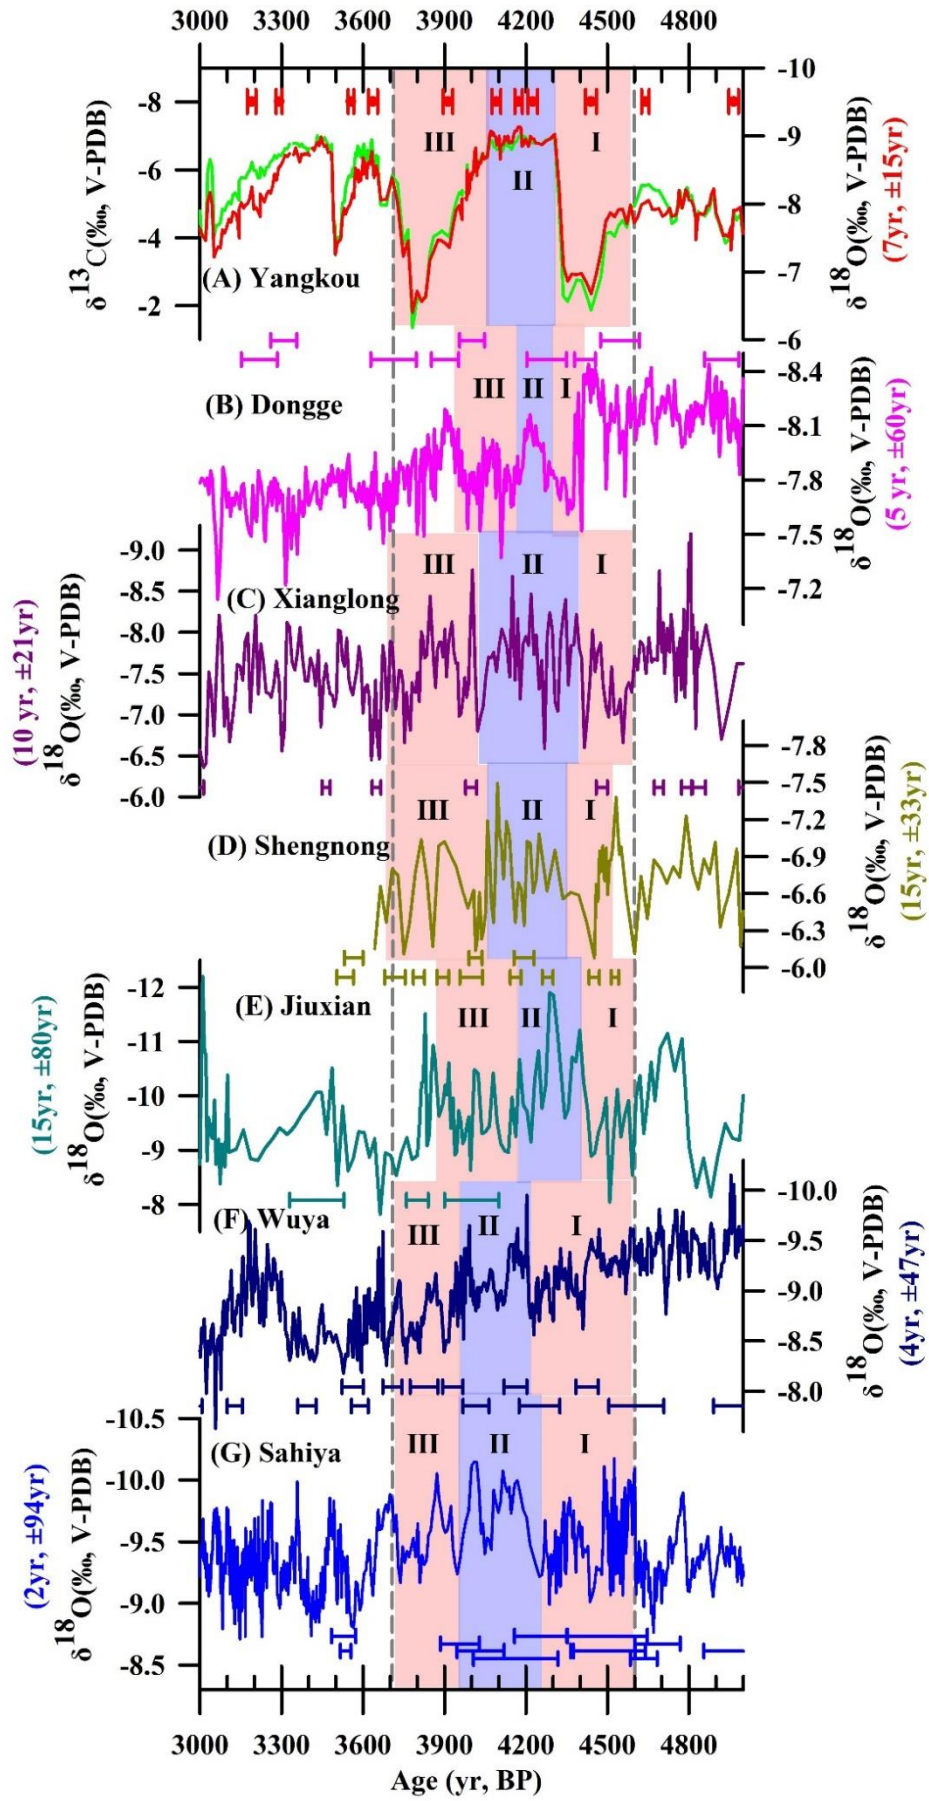 3000 3300 3600 3900 4200 4500 4800
-8
-6
-4
-2
δ13C(‰, V-PDB)
-10
-9
-8
-7
-6
δ18O(‰, V-PDB)
(7yr, ±15yr)
III
II
I
(A) Yangkou
-8.4
-8.1
-7.8
-7.5
-7.2
δ18O(‰, V-PDB)
(5 yr, ±60yr)
III II I
(B) Dongge
-9.0
-8.5
-8.0
-7.5
-7.0
-6.5
-6.0
(10 yr, ±21yr)
δ18O(‰, V-PDB)
III II I
(C) Xianglong
-7.8
-7.5
-7.2
-6.9
-6.6
-6.3
-6.0
δ18O(‰, V-PDB)
(15yr, ±33yr)
III II I
(D) Shengnong
-12
-11
-10
-9
-8
(15yr, ±80yr)
δ18O(‰, V-PDB)
(E) Jiuxian
III II I
-10.0
-9.5
-9.0
-8.5
-8.0
δ18O(‰, V-PDB)
(4yr, ±47yr)
(F) Wuya
III II I
-10.5
-10.0
-9.5
-9.0
-8.5
(2yr, ±94yr)
δ18O(‰, V-PDB)
(G) Sahiya
III II I
3000 3300 3600 3900 4200 4500 4800
Age (yr, BP)